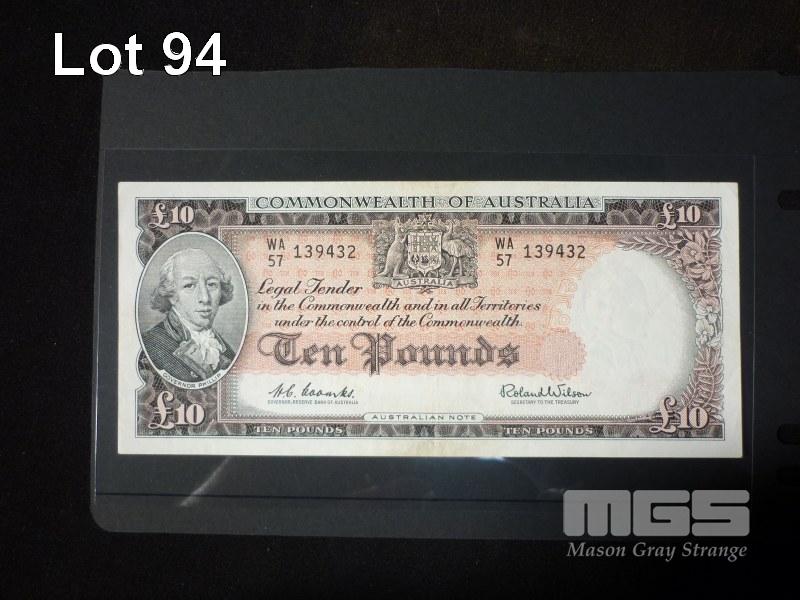 Lot 94
COMMONWEALTH OF AUSTRALIA
£10 £10
WA 57 139432 WA 57 139432
AUSTRALIA
Legal Tender
in the Commonwealth and in all Territories
under the control of the Commonwealth.
Ten Pounds
GOVERNOR PHILLIP
H.C. Coombs. Roland Wilson
GOVERNOR, RESERVE BANK OF AUSTRALIA SECRETARY TO THE TREASURY
£10 AUSTRALIAN NOTE £10
TEN POUNDS TEN POUNDS
MGS
Mason Gray Strange